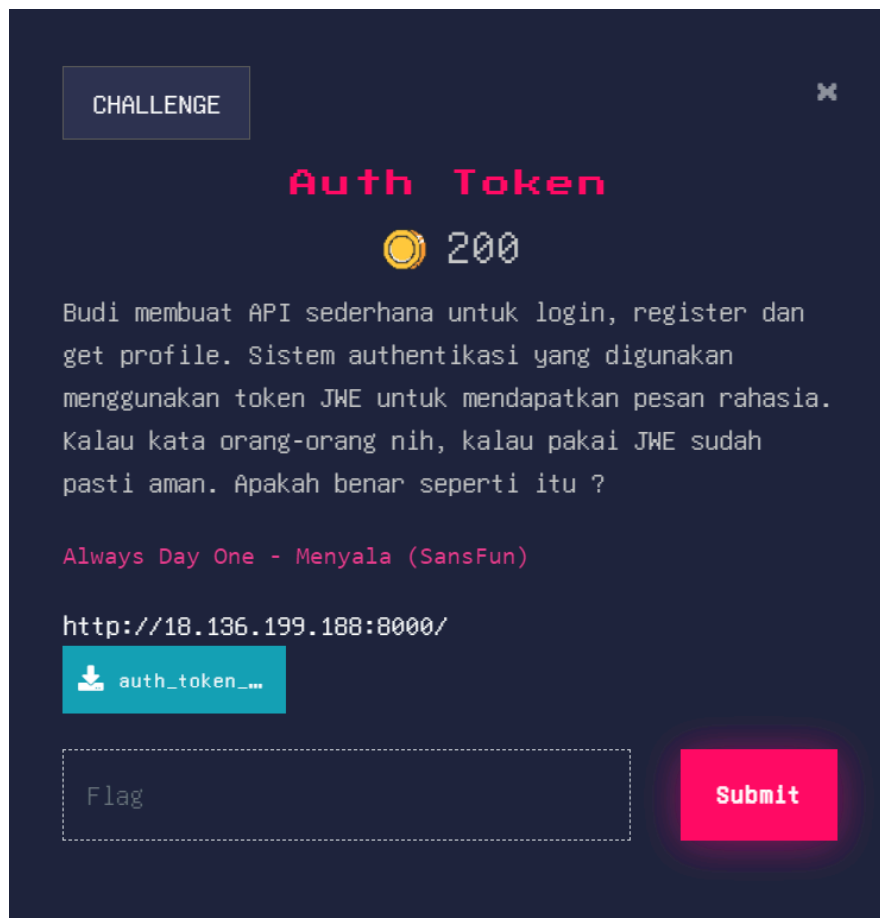 CHALLENGE
×
Auth Token
200
Budi membuat API sederhana untuk login, register dan
get profile. Sistem authentikasi yang digunakan
menggunakan token JWE untuk mendapatkan pesan rahasia.
Kalau kata orang-orang nih, kalau pakai JWE sudah
pasti aman. Apakah benar seperti itu ?
Always Day One - Menyala (SansFun)
http://18.136.199.188:8000/
auth_token_…
Flag
Submit